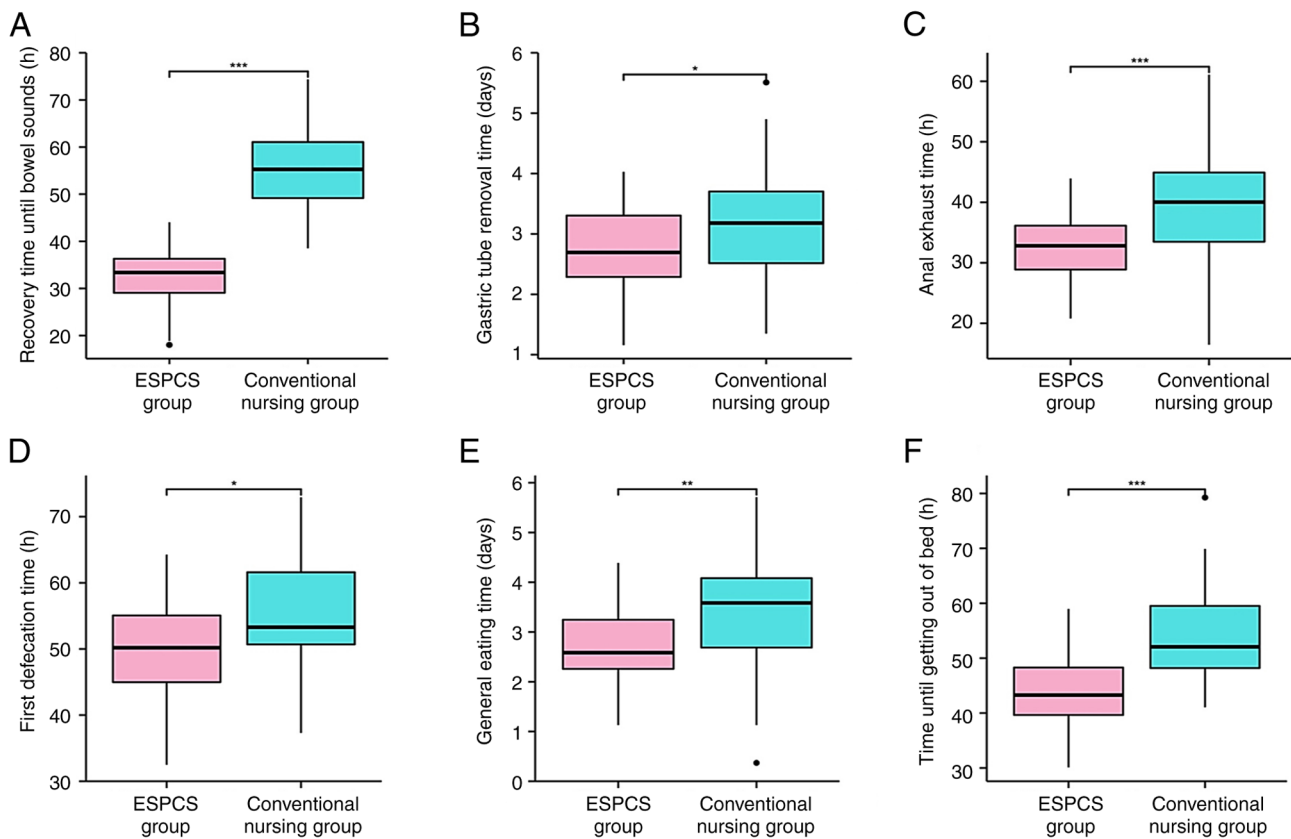 A
Recovery time until bowel sounds (h)
80
70
60
50
40
30
20
***
ESPCS
group
Conventional
nursing group
B
Gastric tube removal time (days)
6
5
4
3
2
1
*
ESPCS
group
Conventional
nursing group
C
Anal exhaust time (h)
60
50
40
30
20
***
ESPCS
group
Conventional
nursing group
D
First defecation time (h)
70
60
50
40
30
*
ESPCS
group
Conventional
nursing group
E
General eating time (days)
6
5
4
3
2
1
0
**
ESPCS
group
Conventional
nursing group
F
Time until getting out of bed (h)
80
70
60
50
40
30
***
ESPCS
group
Conventional
nursing group